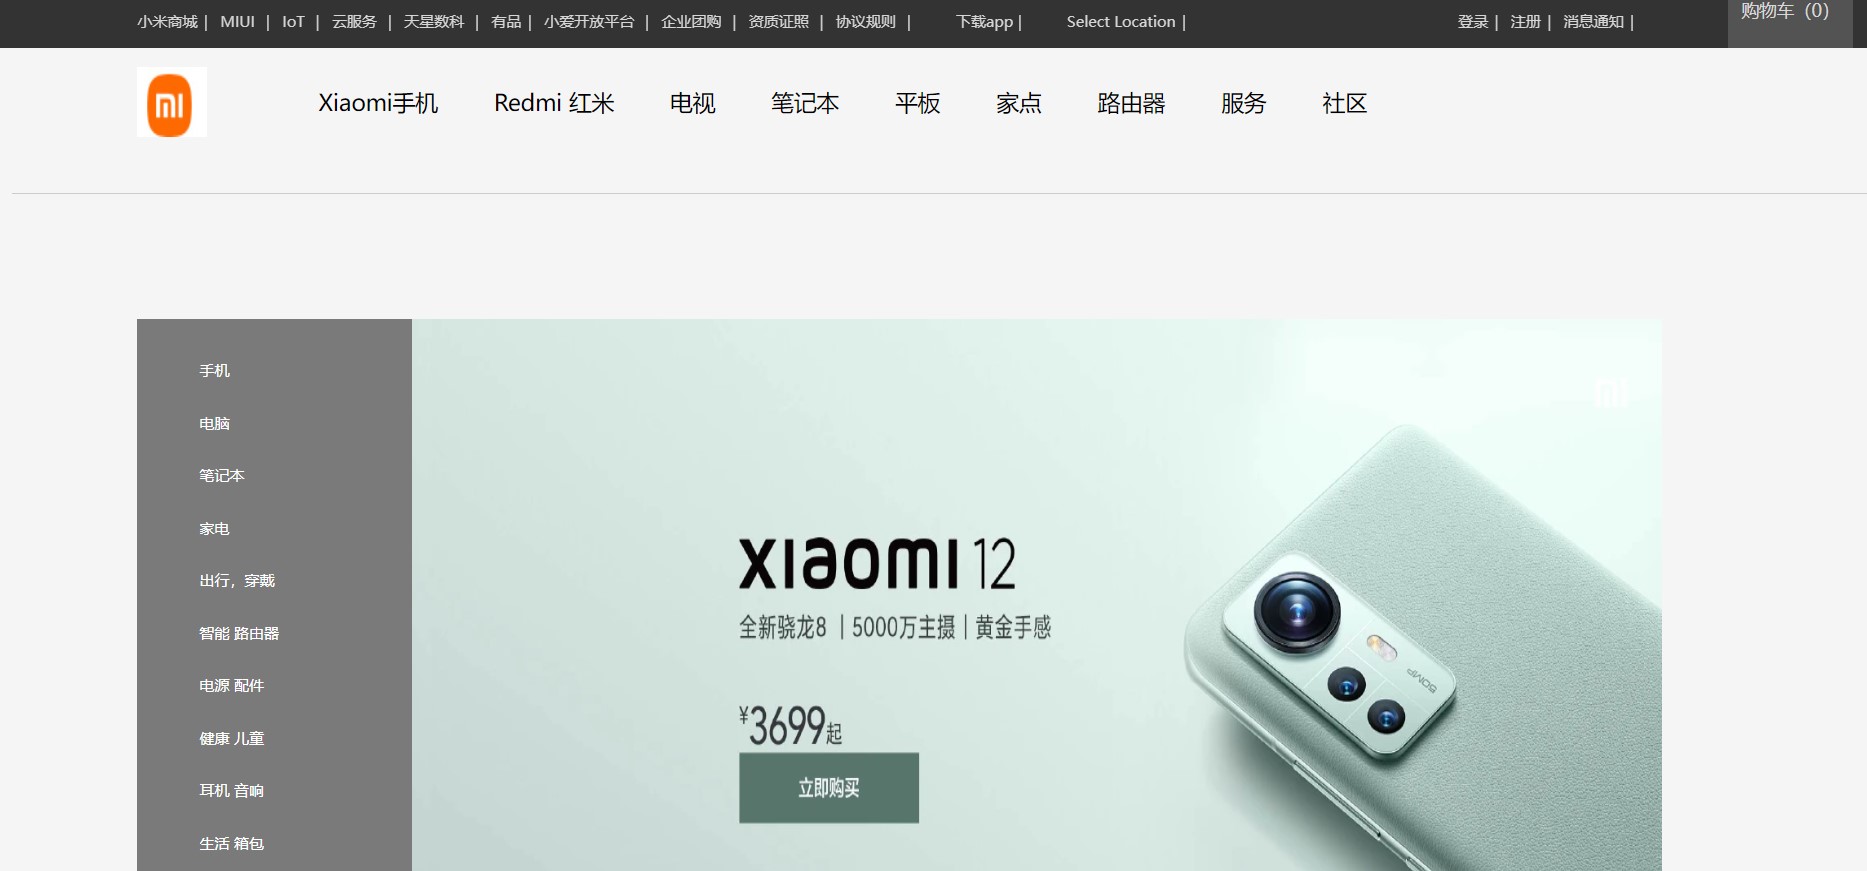 小米商城 | MIUI | IoT | 云服务 | 天星数科 | 有品 | 小爱开放平台 | 企业团购 | 资质证照 | 协议规则 | 下载app | Select Location | 登录 | 注册 | 消息通知 | 购物车（0）
mi
Xiaomi手机 Redmi 红米 电视 笔记本 平板 家点 路由器 服务 社区
手机
电脑
笔记本
家电
出行，穿戴
智能 路由器
电源 配件
健康 儿童
耳机 音响
生活 箱包
mi
xiaomi 12
全新骁龙8 | 5000万主摄 | 黄金手感
¥3699起
立即购买
50MP